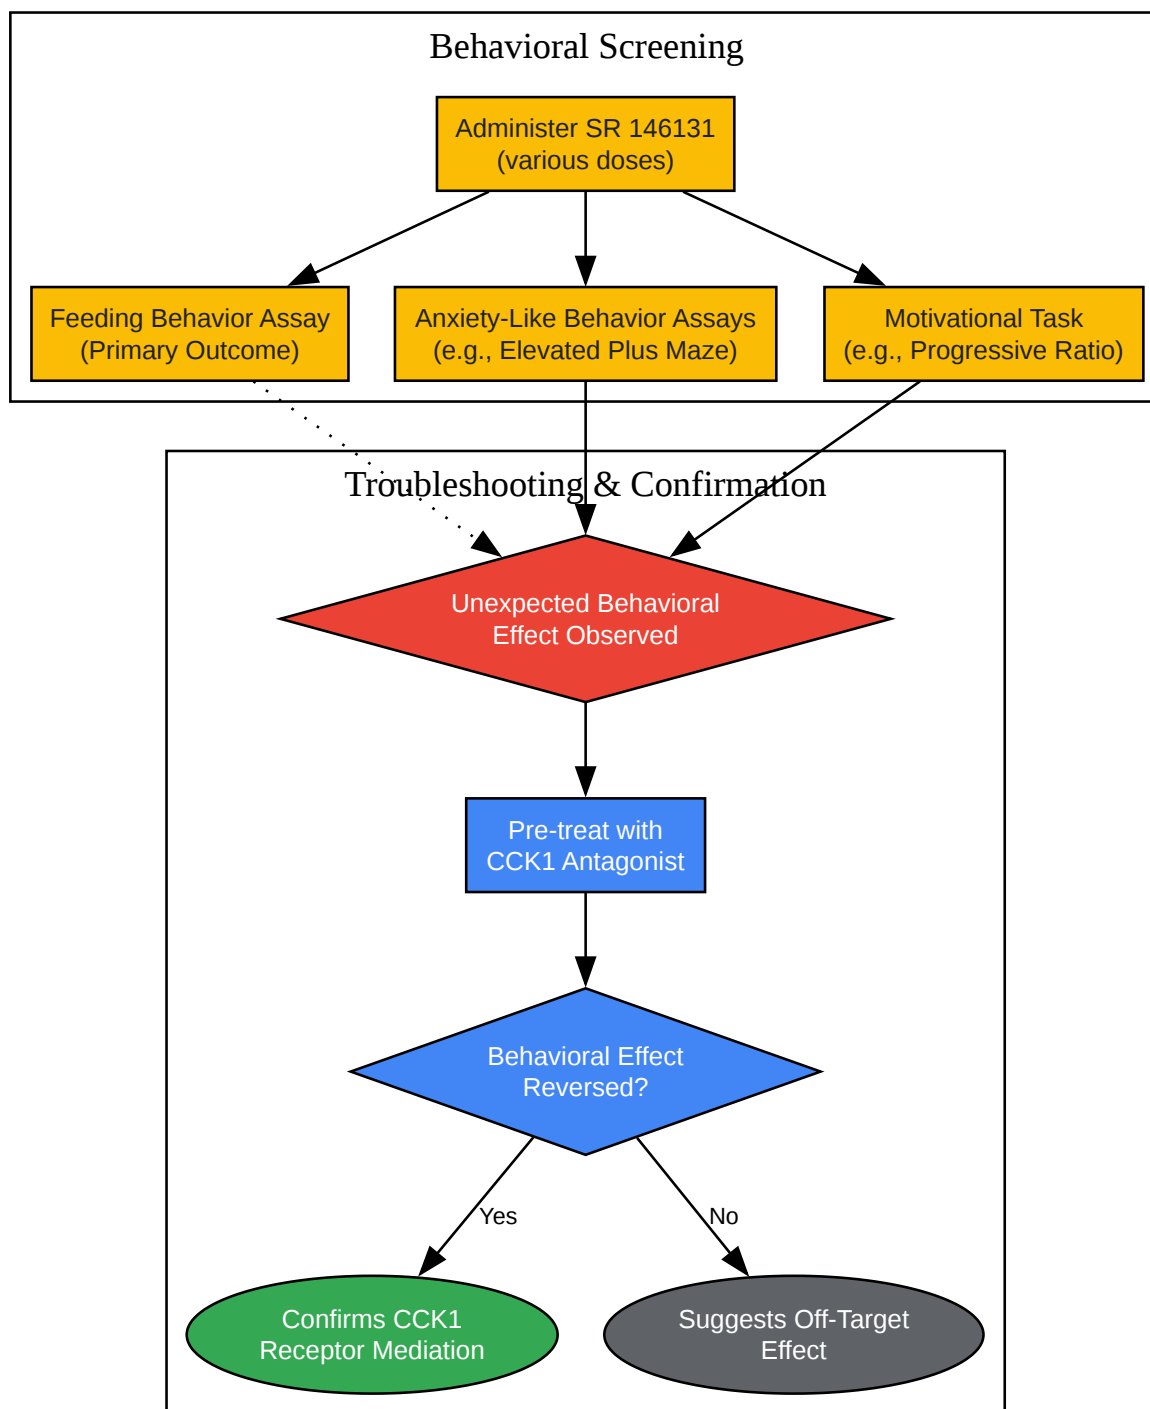 Behavioral Screening
Administer SR 146131
(various doses)
Feeding Behavior Assay
(Primary Outcome)
Anxiety-Like Behavior Assays
(e.g., Elevated Plus Maze)
Motivational Task
(e.g., Progressive Ratio)
Troubleshooting & Confirmation
Unexpected Behavioral
Effect Observed
Pre-treat with
CCK1 Antagonist
Behavioral Effect
Reversed?
Yes
No
Confirms CCK1
Receptor Mediation
Suggests Off-Target
Effect